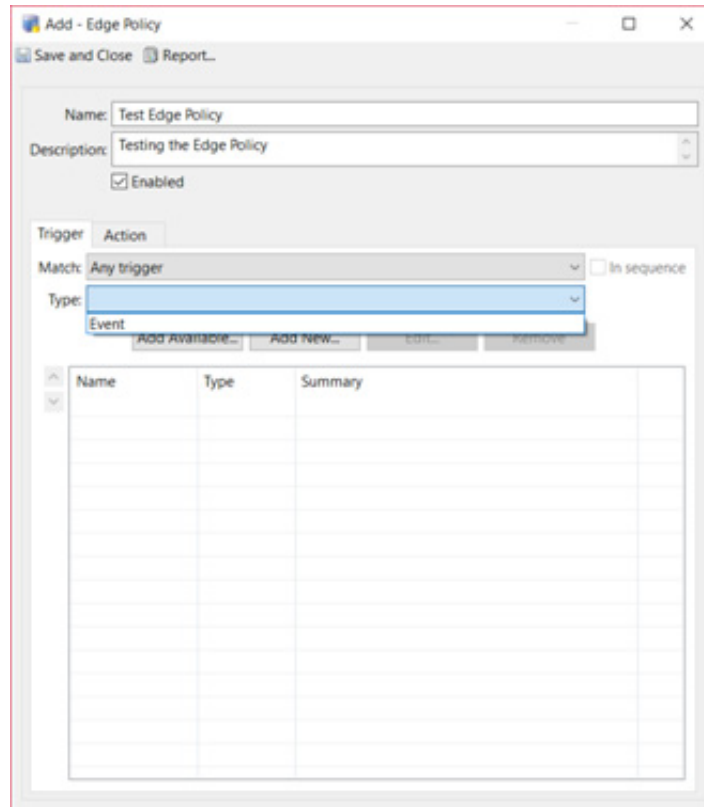 Add - Edge Policy
Save and Close Report...
Name: Test Edge Policy
Description: Testing the Edge Policy
Enabled
Trigger Action
Match: Any trigger In sequence
Type:
Event
Add Available... Add New... Edit... Remove
Name Type Summary